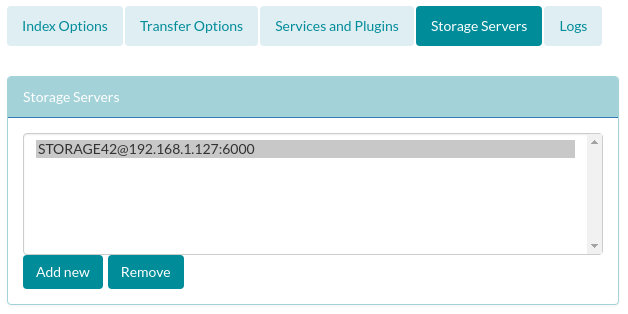 Index Options
Transfer Options
Services and Plugins
Storage Servers
Logs
Storage Servers
STORAGE42@192.168.1.127:6000
Add new
Remove